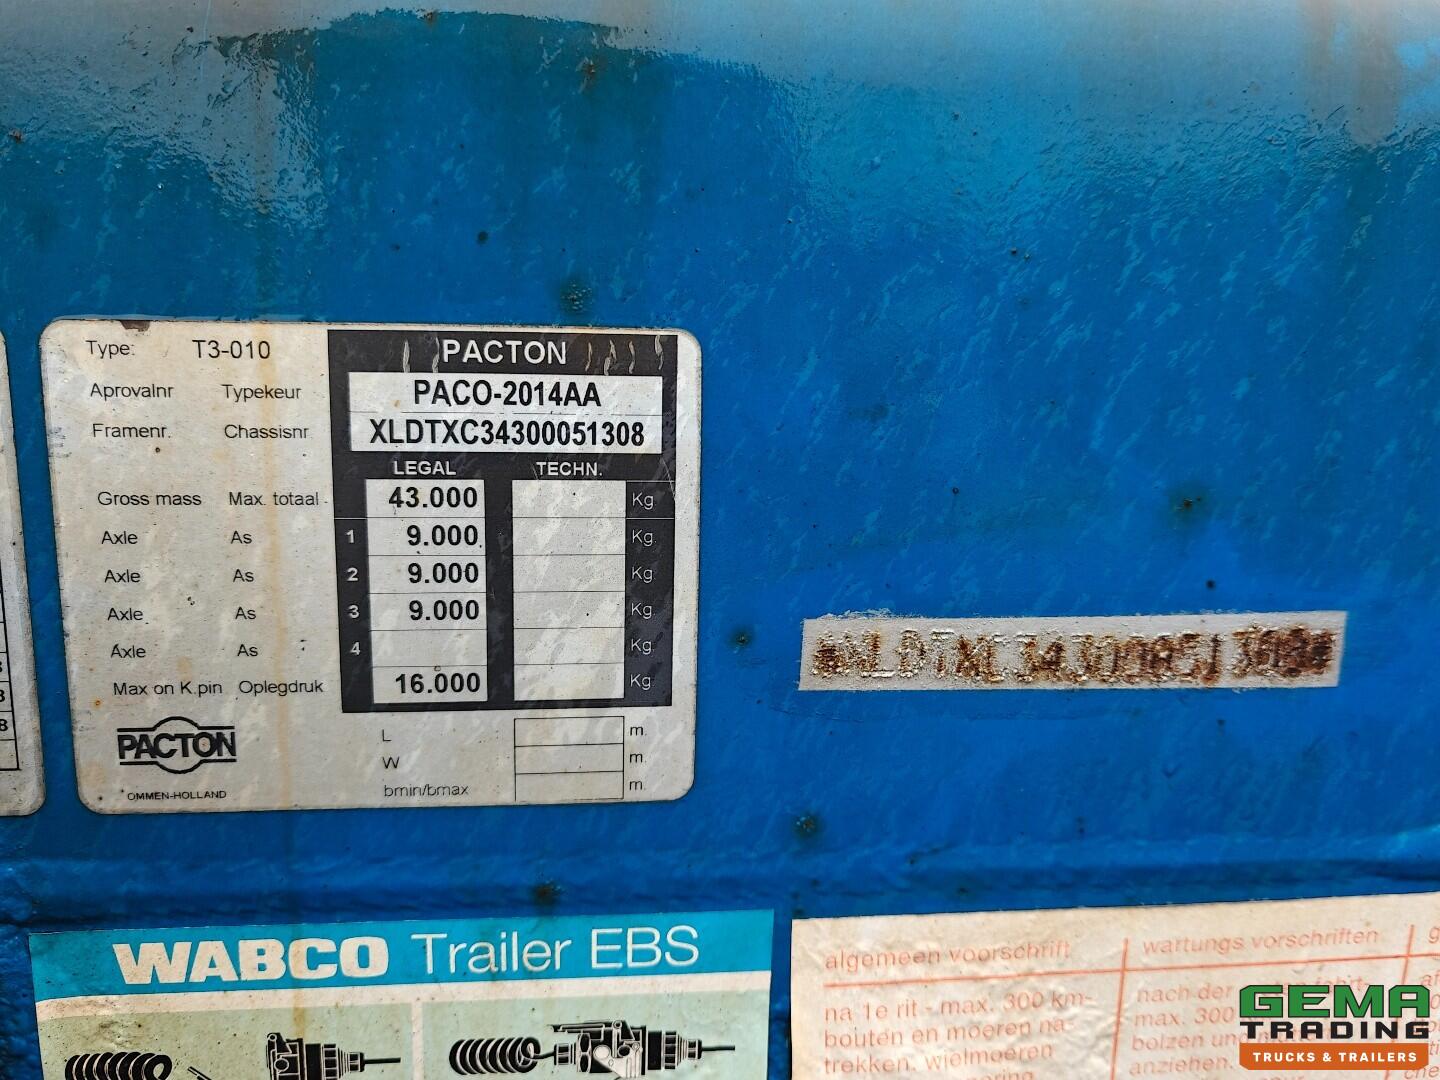 Type: T3-010
PACTON
Aprovalnr Typekeur PACO-2014AA
Framenr. Chassisnr XLDTXC34300051308
LEGAL TECHN.
Gross mass Max. totaal 43.000 Kg.
Axle As 1 9.000 Kg.
Axle As 2 9.000 Kg.
Axle As 3 9.000 Kg.
Axle As 4 Kg.
Max on K.pin Oplegdruk 16.000 Kg.
PACTON
OMMEN-HOLLAND
L m.
W m.
bmin/bmax m.
*XLDTXC34300051308*
WABCO Trailer EBS
algemeen voorschrift
na 1e rit - max. 300 km-
bouten en moeren na-
trekken. wielmoeren
wartungs vorschriften
nach der
max. 300
bolzen und
anziehen.
GEMA
TRADING
TRUCKS & TRAILERS